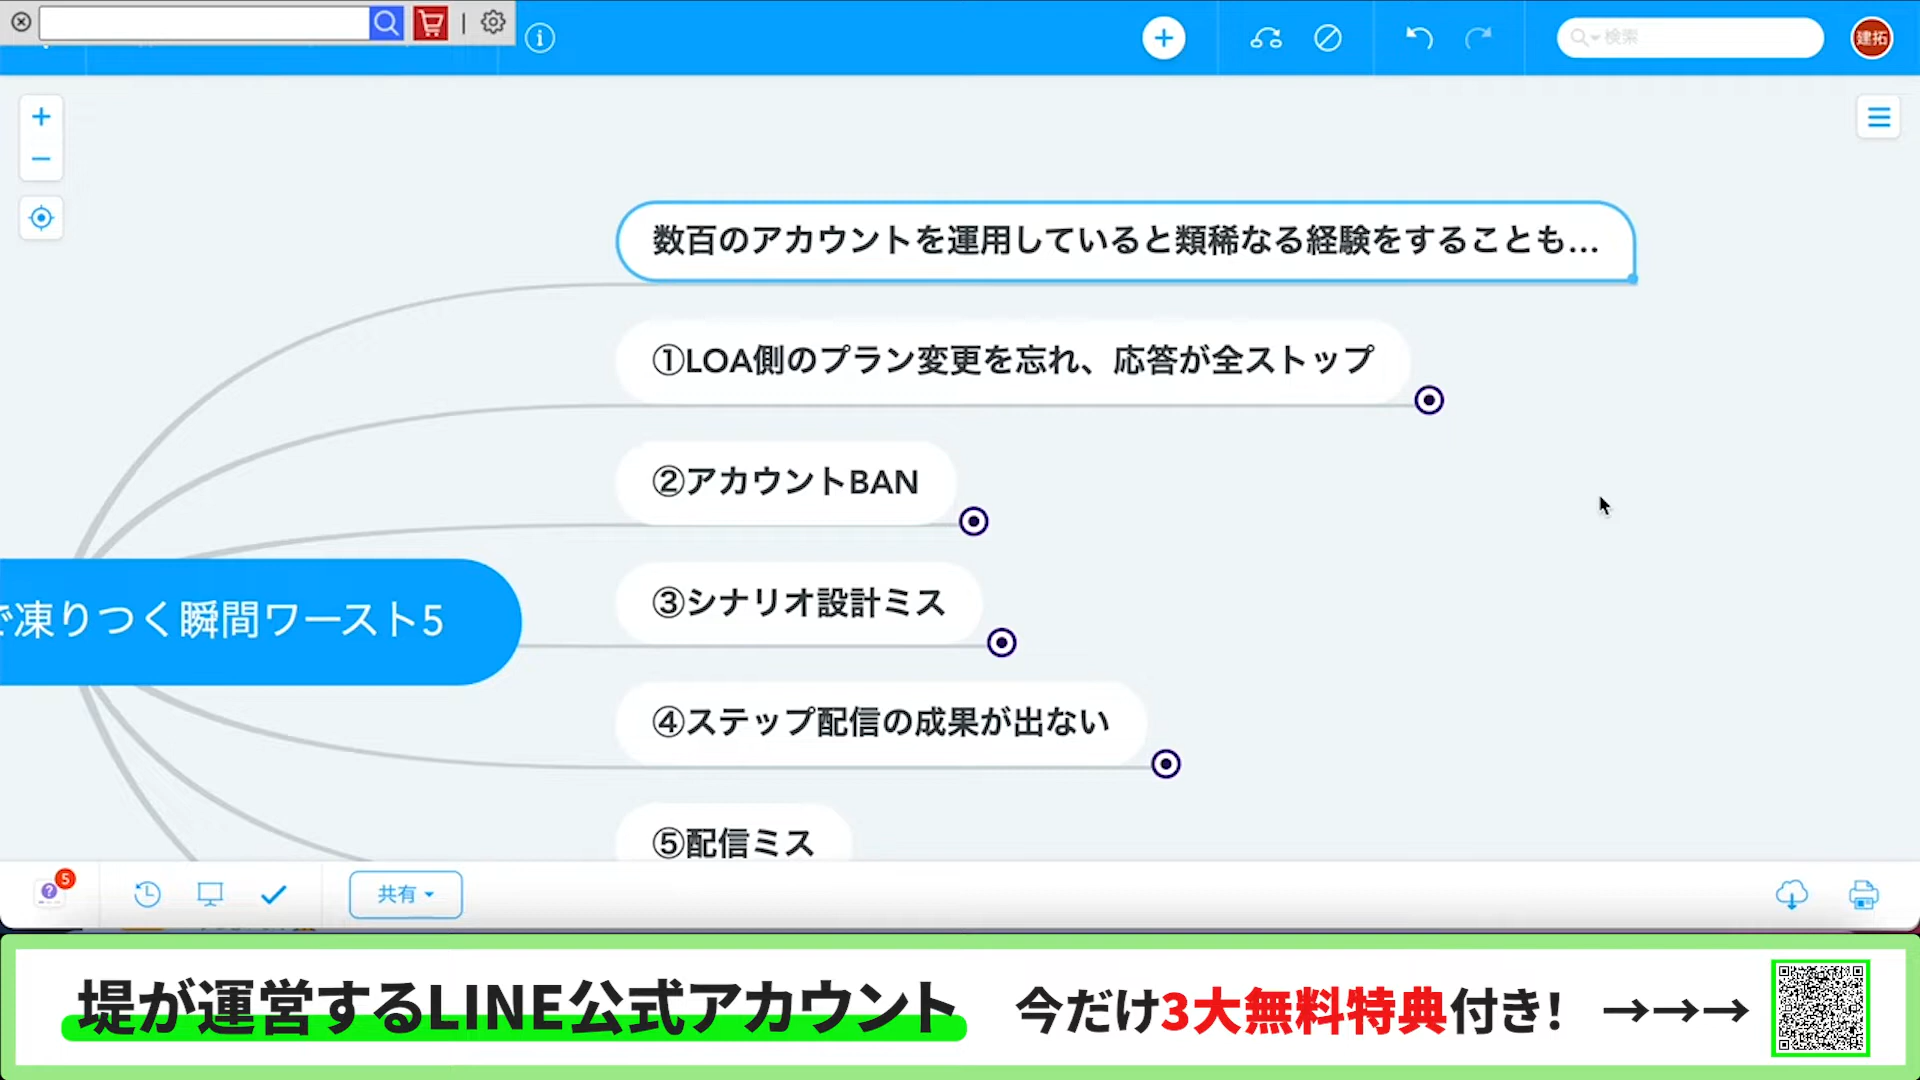 検索
建拓
数百のアカウントを運用していると類稀なる経験をすることも...
①LOA側のプラン変更を忘れ、応答が全ストップ
②アカウントBAN
③シナリオ設計ミス
で凍りつく瞬間ワースト5
④ステップ配信の成果が出ない
⑤配信ミス
5
共有
堤が運営するLINE公式アカウント 今だけ3大無料特典付き! →→→